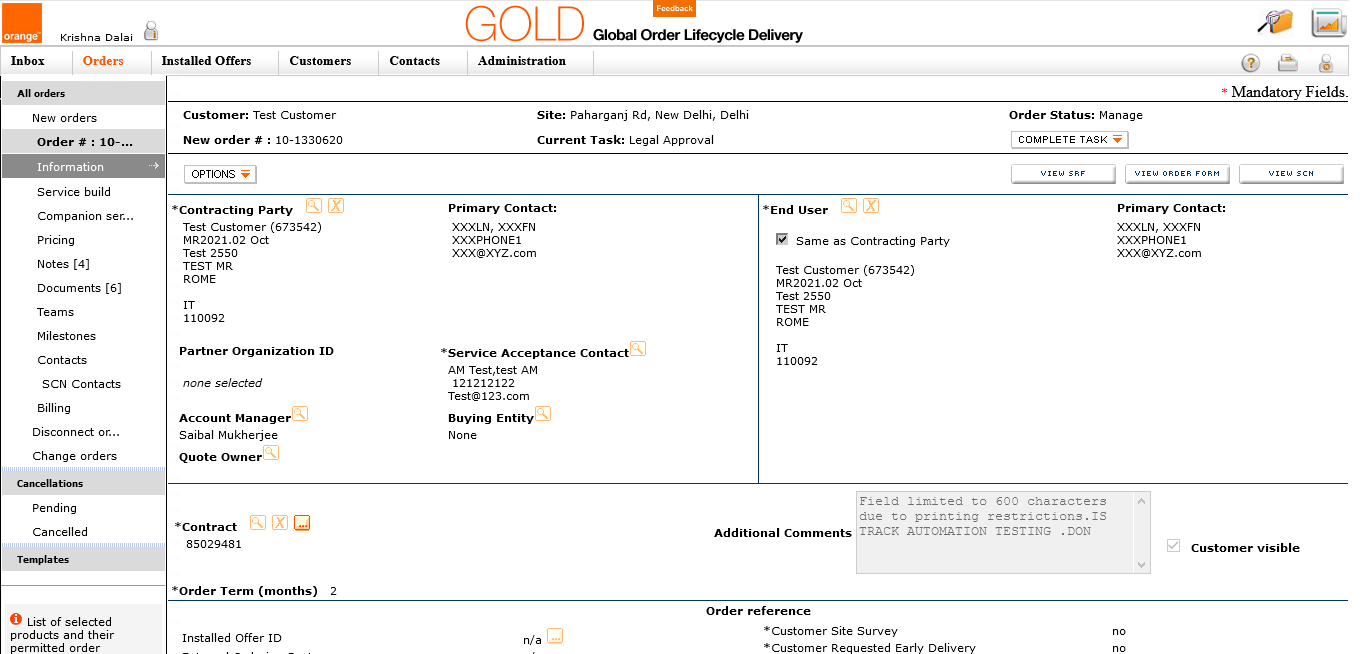 Feedback
orange™
Krishna Dalai
GOLD Global Order Lifecycle Delivery
Inbox Orders Installed Offers Customers Contacts Administration
* Mandatory Fields.
All orders
New orders
Order # : 10-...
Information
Service build
Companion ser...
Pricing
Notes [4]
Documents [6]
Teams
Milestones
Contacts
SCN Contacts
Billing
Disconnect or...
Change orders
Cancellations
Pending
Cancelled
Templates
List of selected
products and their
permitted order
Customer: Test Customer Site: Paharganj Rd, New Delhi, Delhi Order Status: Manage
New order # : 10-1330620 Current Task: Legal Approval COMPLETE TASK
OPTIONS VIEW SRF VIEW ORDER FORM VIEW SCN
*Contracting Party X
Test Customer (673542)
MR2021.02 Oct
Test 2550
TEST MR
ROME
IT
110092
Primary Contact:
XXXLN, XXXFN
XXXPHONE1
XXX@XYZ.com
Partner Organization ID
none selected
*Service Acceptance Contact
AM Test,test AM
121212122
Test@123.com
Account Manager
Saibal Mukherjee
Buying Entity
None
Quote Owner
*End User X
Same as Contracting Party
Test Customer (673542)
MR2021.02 Oct
Test 2550
TEST MR
ROME
IT
110092
Primary Contact:
XXXLN, XXXFN
XXXPHONE1
XXX@XYZ.com
*Contract X ...
85029481
Additional Comments
Field limited to 600 characters
due to printing restrictions.IS
TRACK AUTOMATION TESTING .DON
Customer visible
*Order Term (months) 2
Order reference
Installed Offer ID n/a ...
*Customer Site Survey no
*Customer Requested Early Delivery no